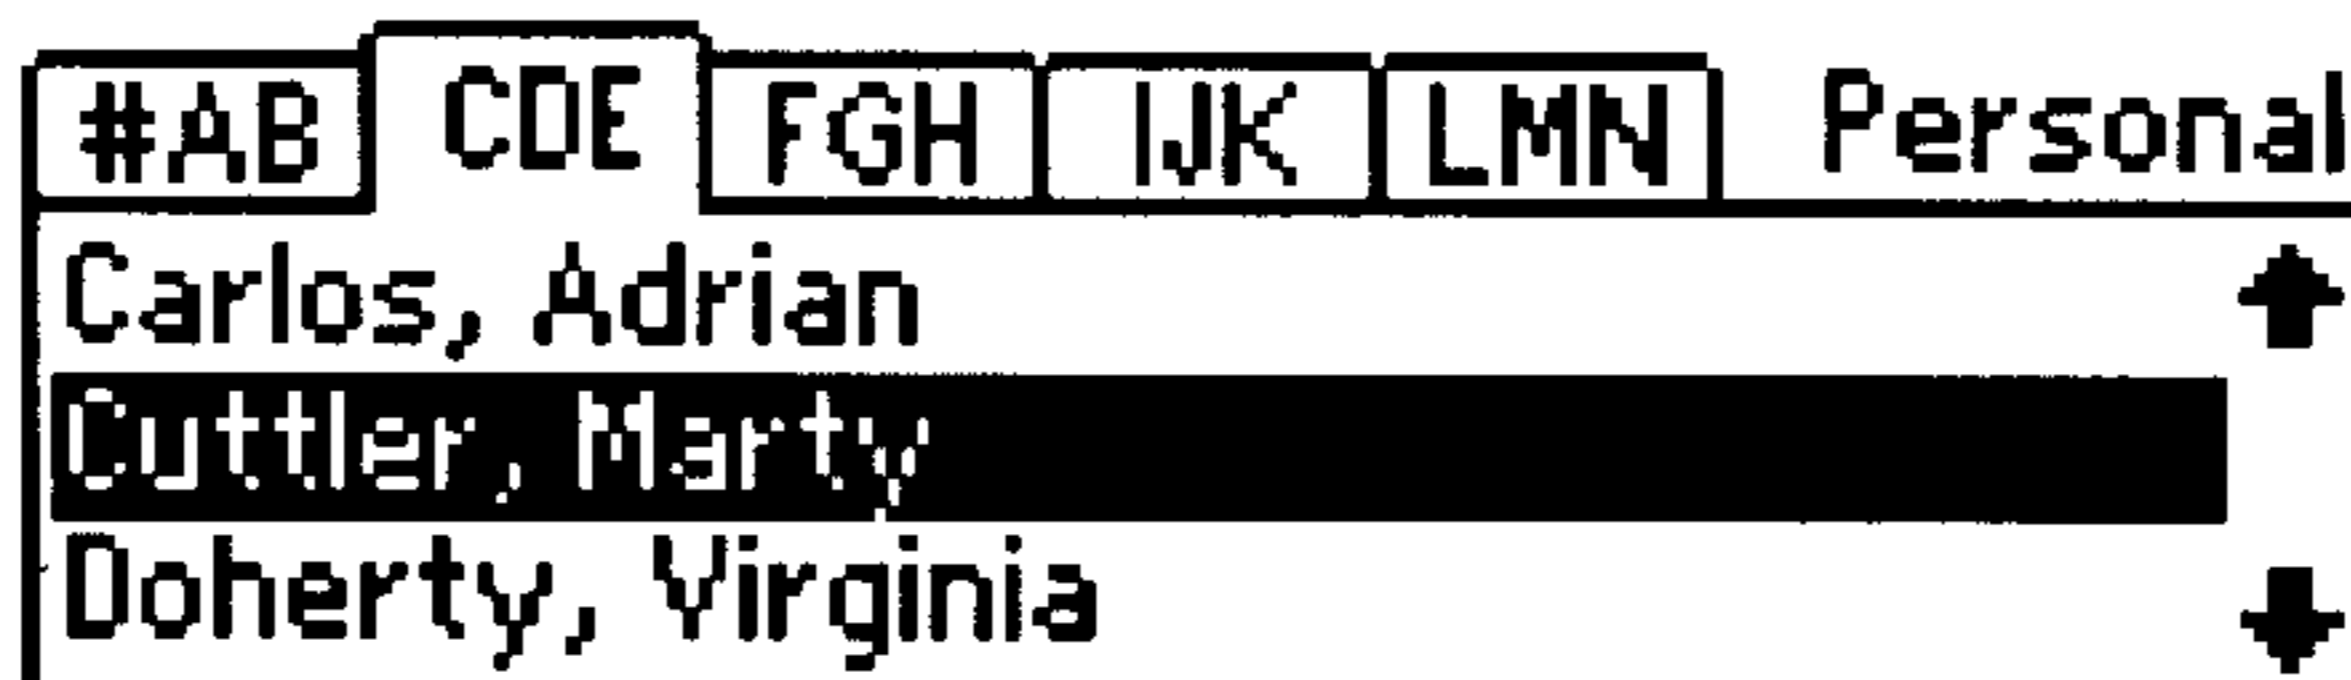 #AB CDE FGH IJK LMN Personal
Carlos, Adrian
Cuttler, Marty
Doherty, Virginia